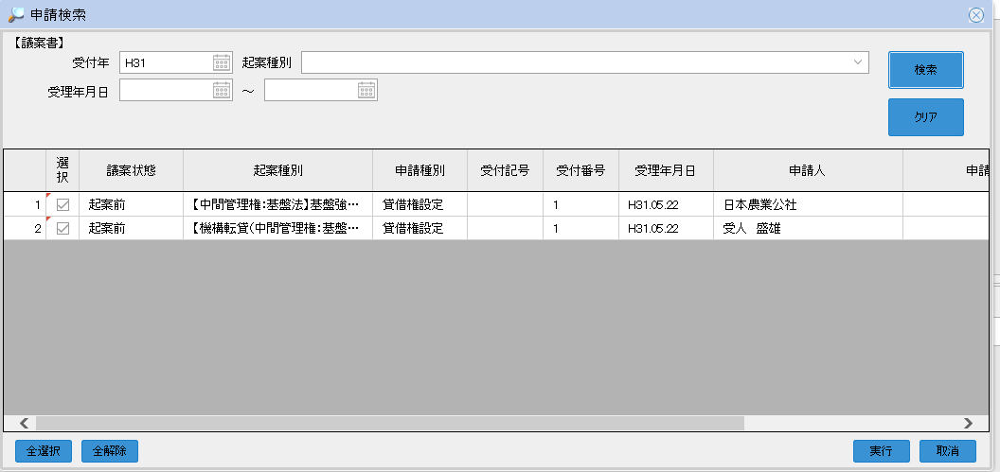 申請検索
【議案書】
受付年 H31 起案種別
受理年月日 ～
検索
クリア
選択 議案状態 起案種別 申請種別 受付記号 受付番号 受理年月日 申請人 申請
1 起案前 【中間管理権：基盤法】基盤強… 貸借権設定 1 H31.05.22 日本農業公社
2 起案前 【機構転貸（中間管理権：基盤… 貸借権設定 1 H31.05.22 受人　盛雄
全選択 全解除 実行 取消